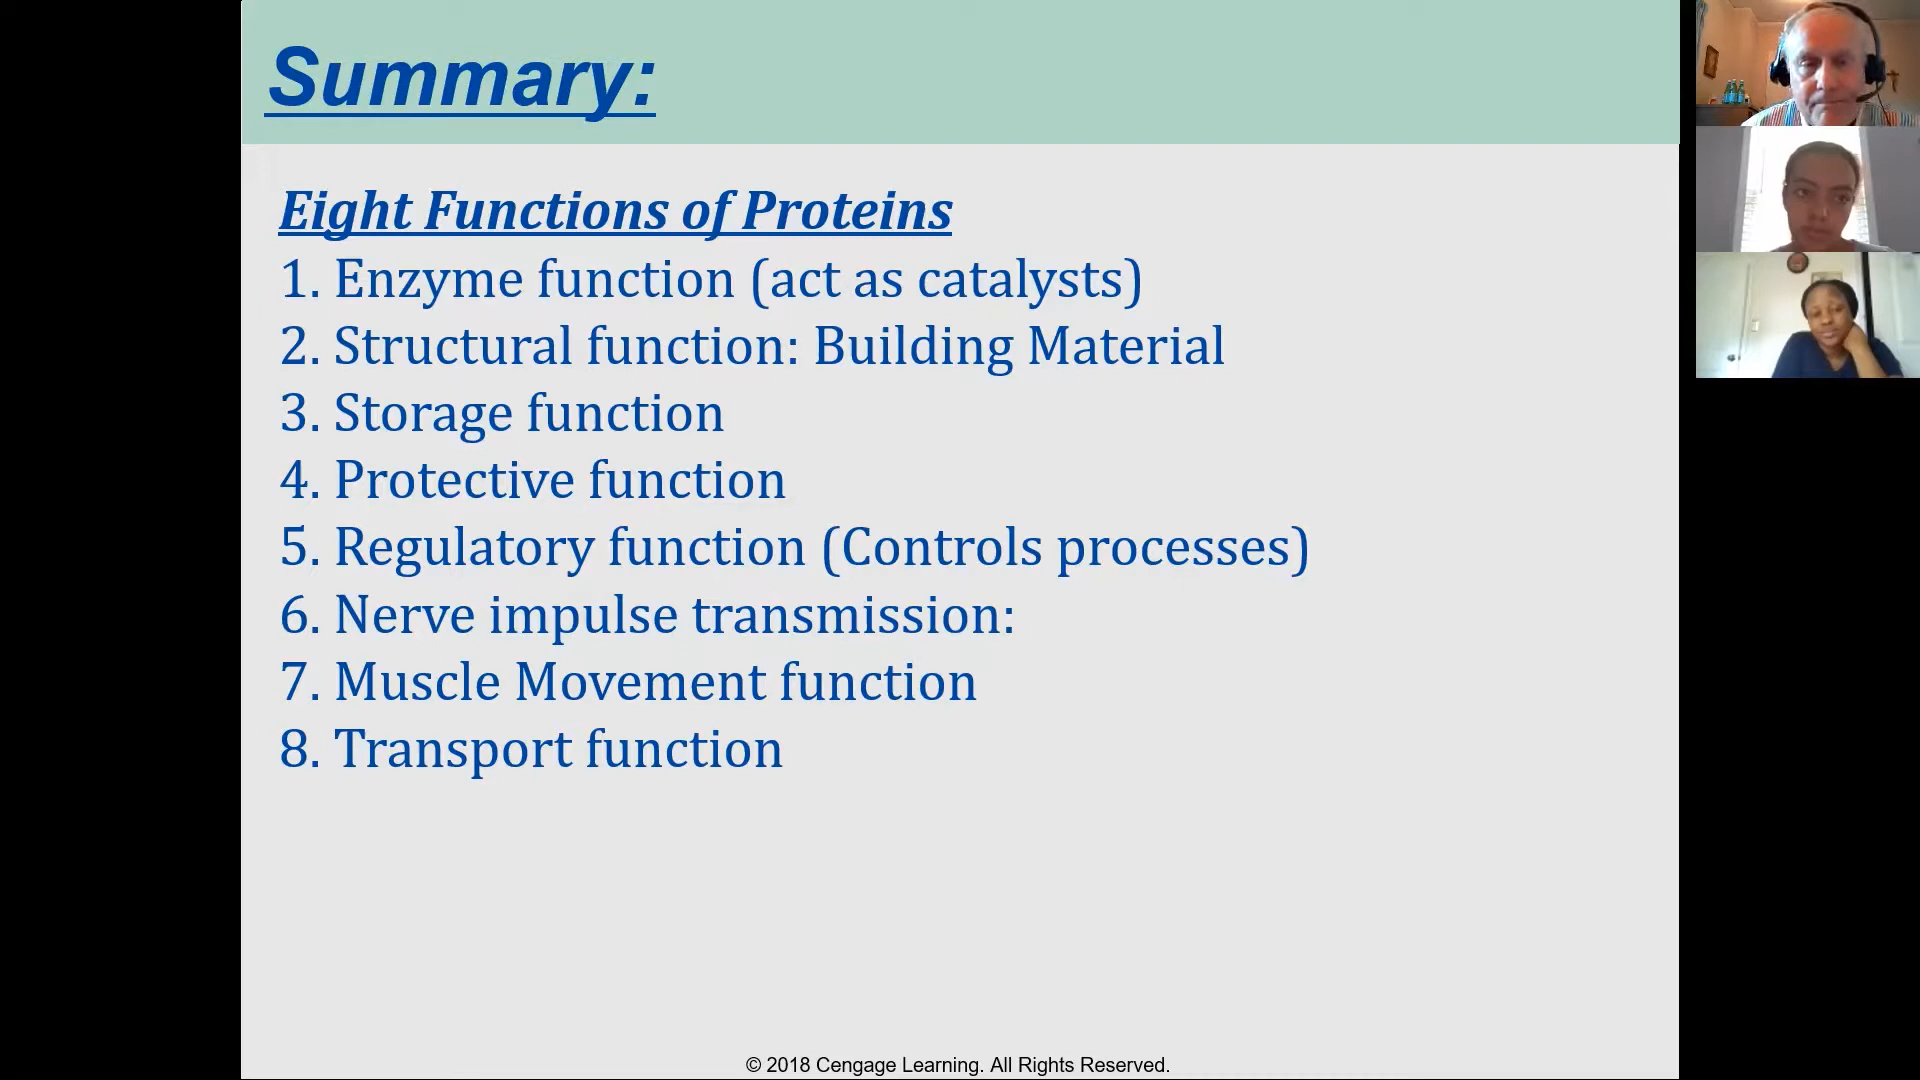 Summary:
Eight Functions of Proteins
1. Enzyme function (act as catalysts)
2. Structural function: Building Material
3. Storage function
4. Protective function
5. Regulatory function (Controls processes)
6. Nerve impulse transmission:
7. Muscle Movement function
8. Transport function
© 2018 Cengage Learning. All Rights Reserved.